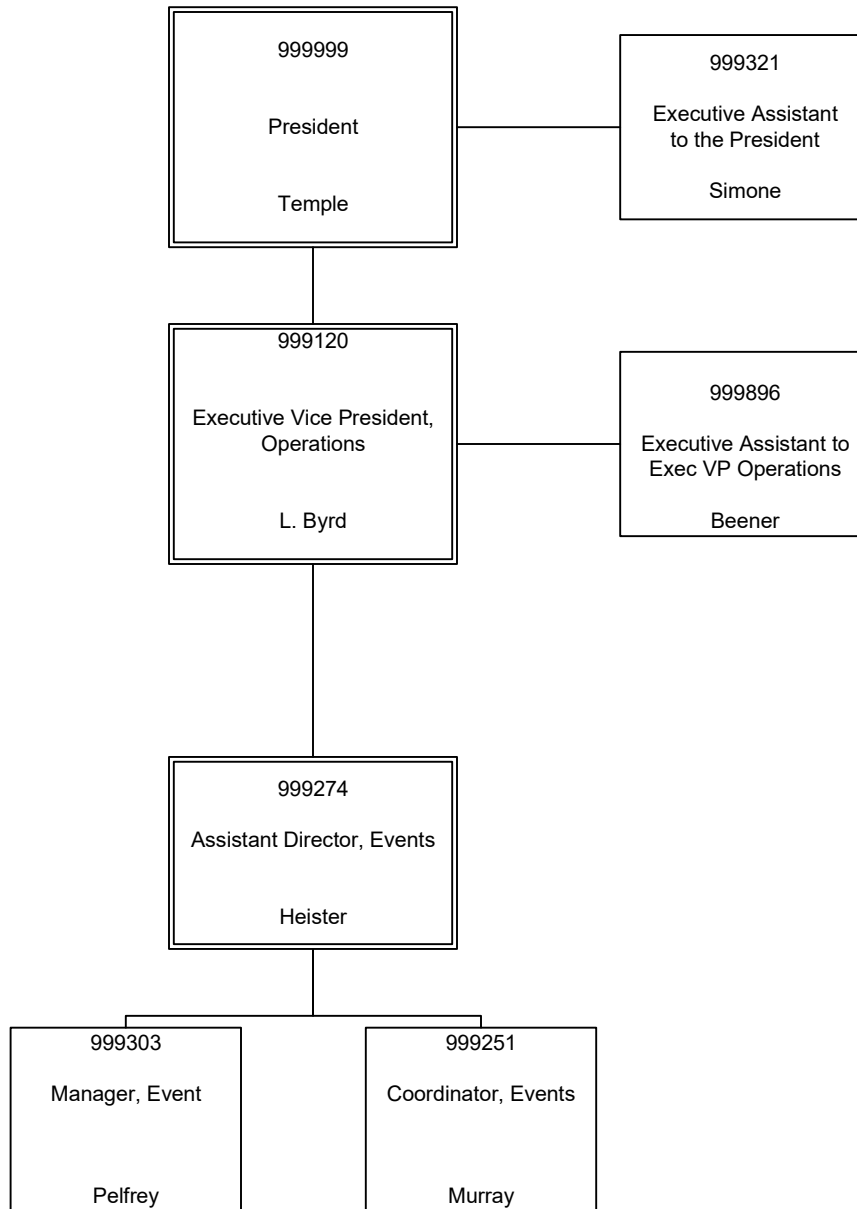 999999
President
Temple
999321
Executive Assistant
to the President
Simone
999120
Executive Vice President,
Operations
L. Byrd
999896
Executive Assistant to
Exec VP Operations
Beener
999274
Assistant Director, Events
Heister
999303
Manager, Event
Pelfrey
999251
Coordinator, Events
Murray